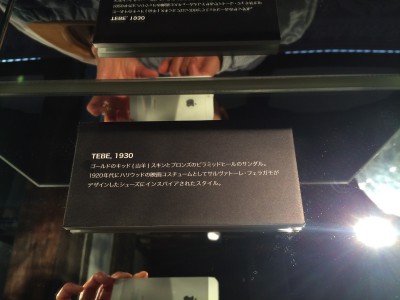 TEBE, 1930
ゴールドのキッド(山羊)スキンとブロンズのピラミッドヒールのサンダル。
1920年代にハリウッドの映画コスチュームとしてサルヴァトーレ・フェラガモが
デザインしたシューズにインスパイアされたスタイル。
TEBE, 1930